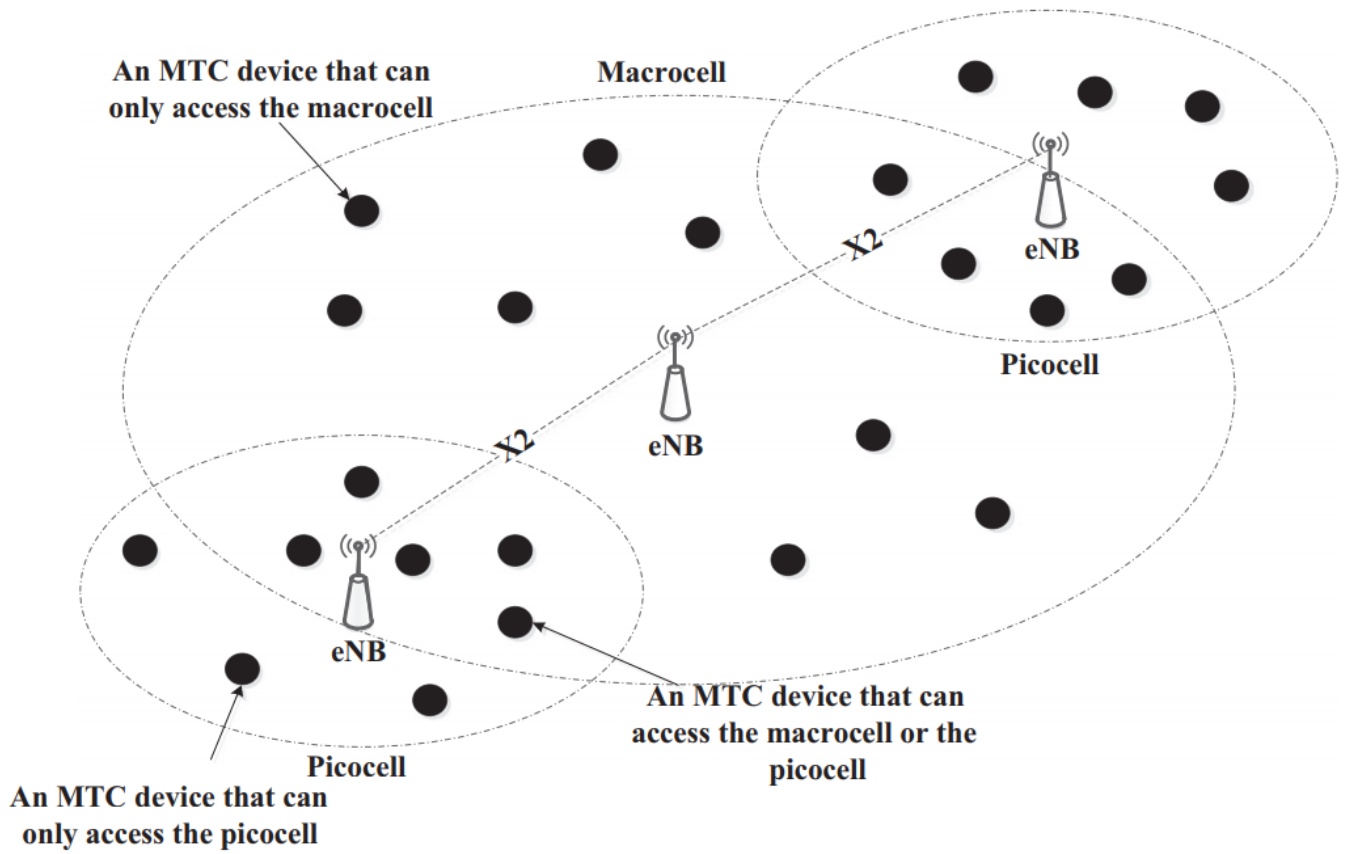 An MTC device that can
only access the macrocell
Macrocell
eNB
X2
Picocell
eNB
X2
eNB
An MTC device that can
access the macrocell or the
picocell
Picocell
An MTC device that can
only access the picocell